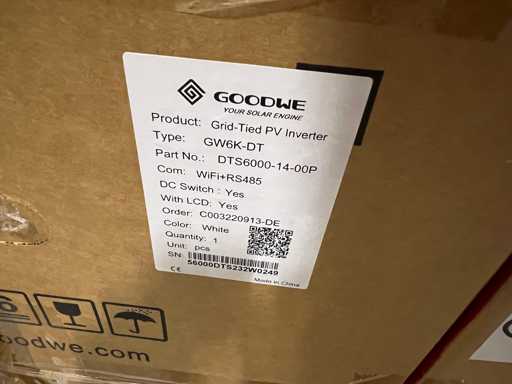 GOODWE
YOUR SOLAR ENGINE
Product: Grid-Tied PV Inverter
Type: GW6K-DT
Part No.: DTS6000-14-00P
Com: WiFi+RS485
DC Switch : Yes
With LCD: Yes
Order: C003220913-DE
Color: White
Quantity: 1
Unit: pcs
SN:
56000DTS232W0249
CE
Made in China
oodwe.com